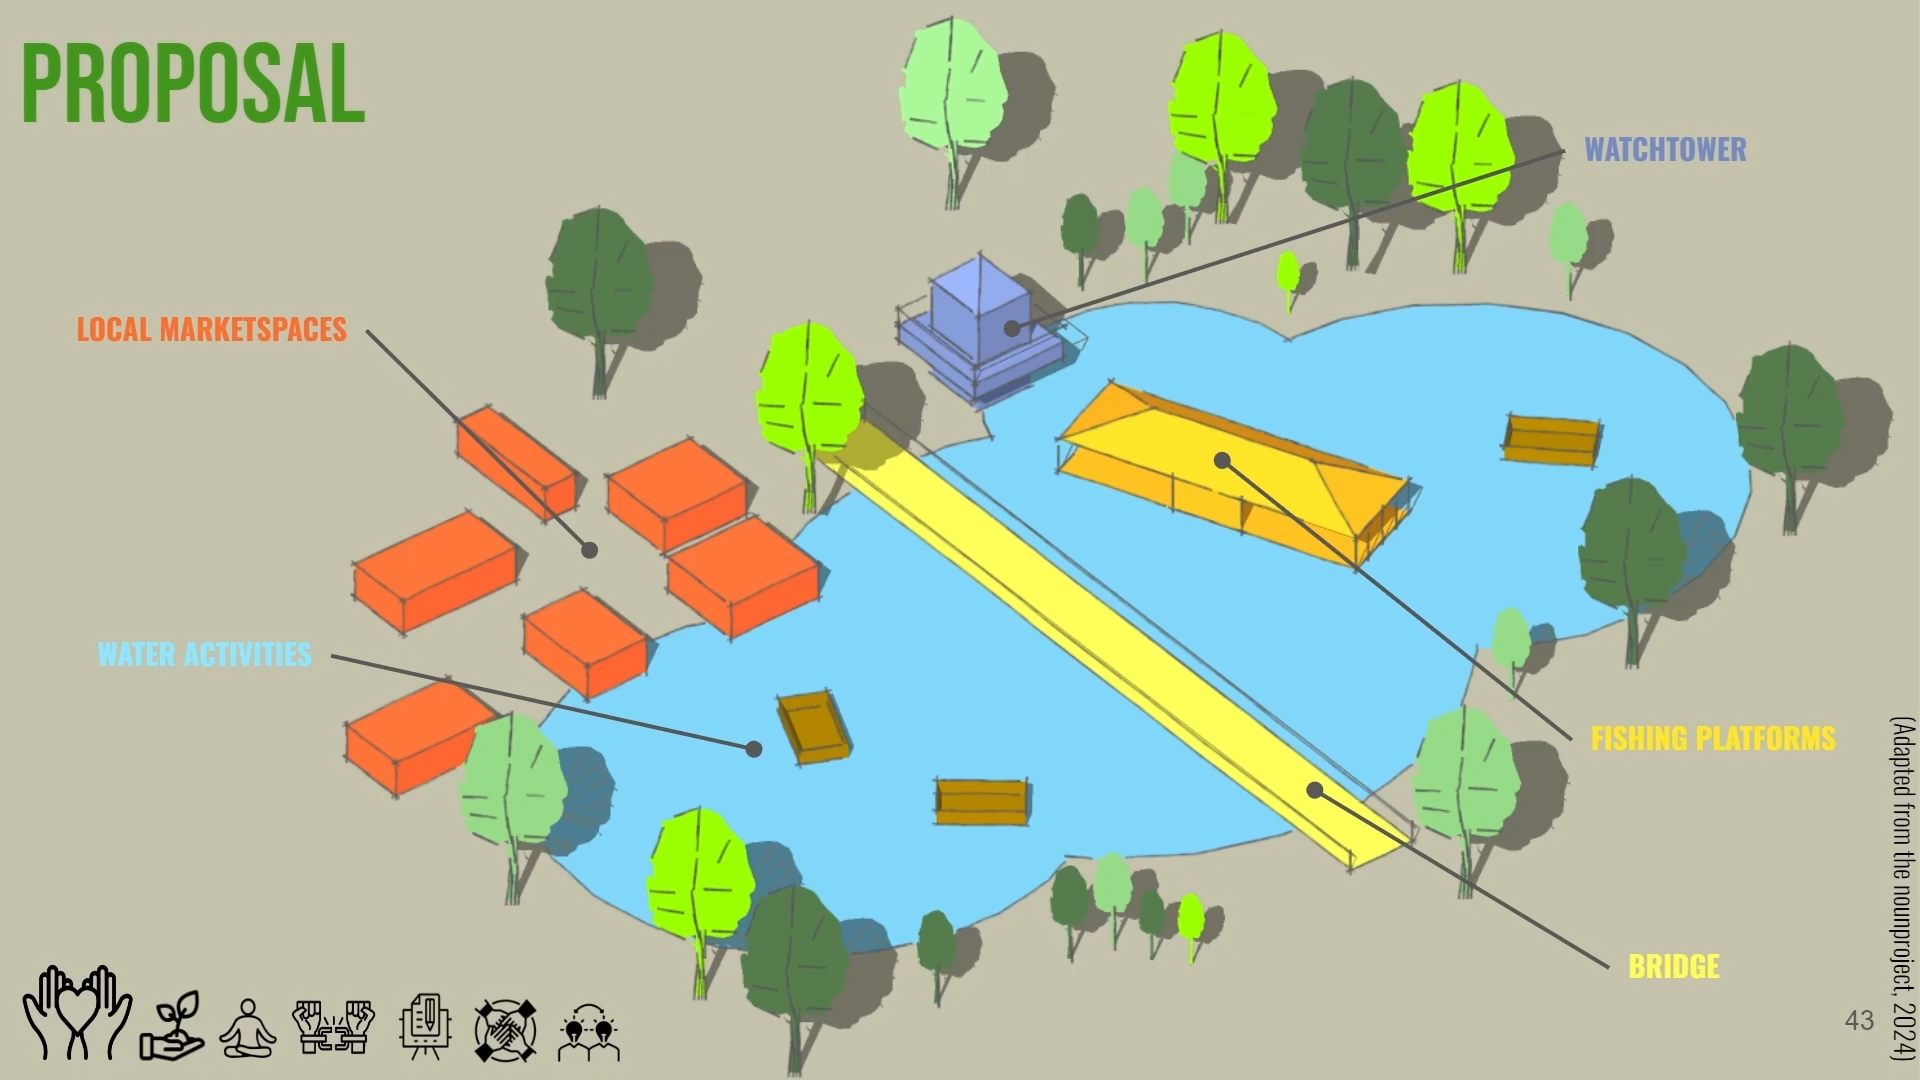 PROPOSAL
WATCHTOWER
LOCAL MARKETSPACES
WATER ACTIVITIES
FISHING PLATFORMS
BRIDGE
(Adapted from the nounproject, 2024)
43